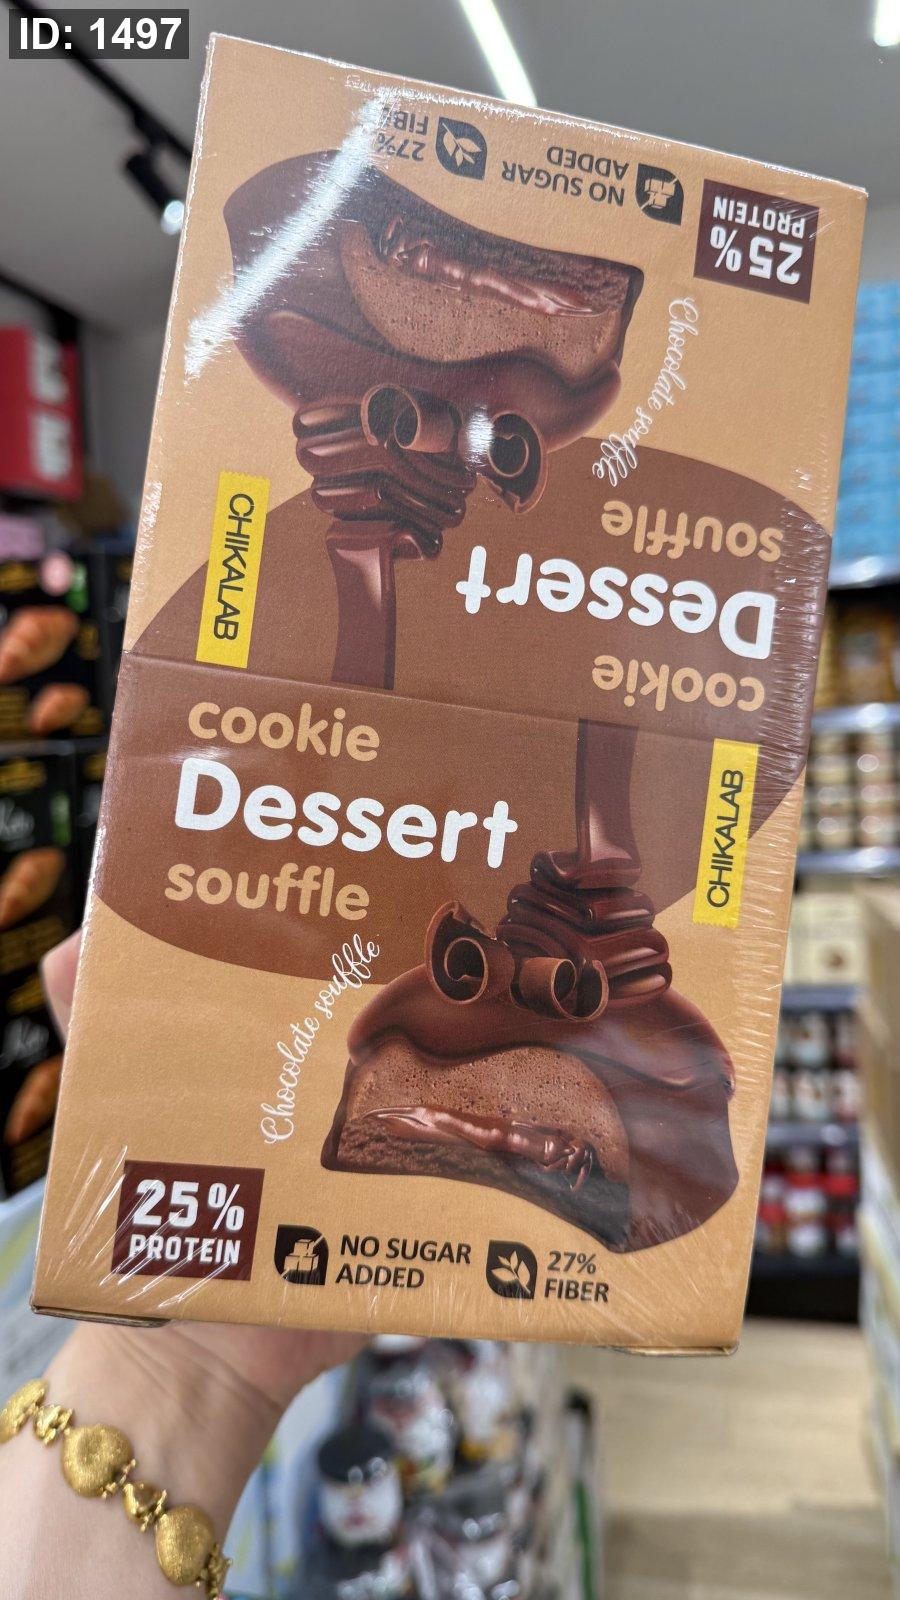 ID: 1497
27%
FIBER
NO SUGAR
ADDED
25%
PROTEIN
Chocolate souffle
cookie
Dessert
souffle
CHIKALAB
cookie
Dessert
souffle
Chocolate souffle
CHIKALAB
25%
PROTEIN
NO SUGAR
ADDED
27%
FIBER